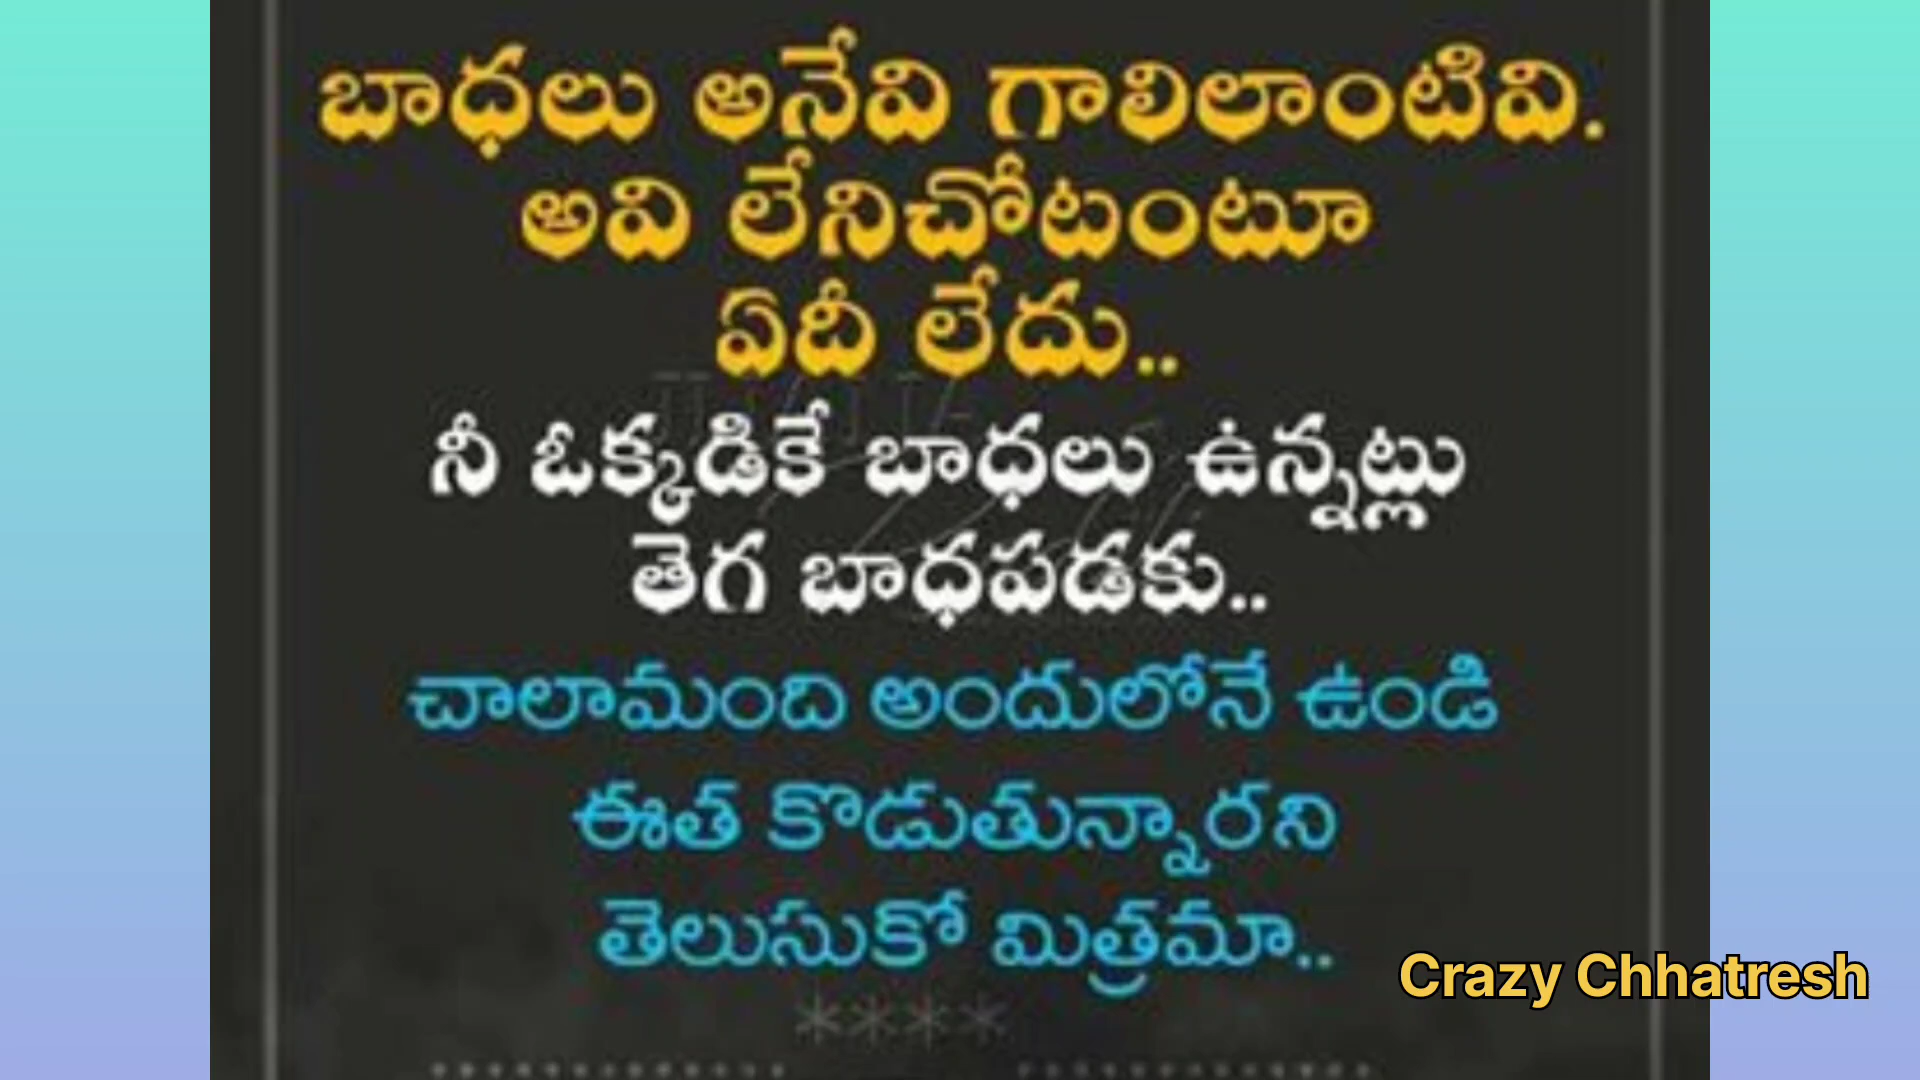 బాధలు అనేవి గాలిలాంటివి.
అవి లేనిచోటంటూ
ఏదీ లేదు..
నీ ఒక్కడికే బాధలు ఉన్నట్లు
తెగ బాధపడకు..
చాలామంది అందులోనే ఉండి
ఈత కొడుతున్నారని
తెలుసుకో మిత్రమా..
****
Crazy Chhatresh